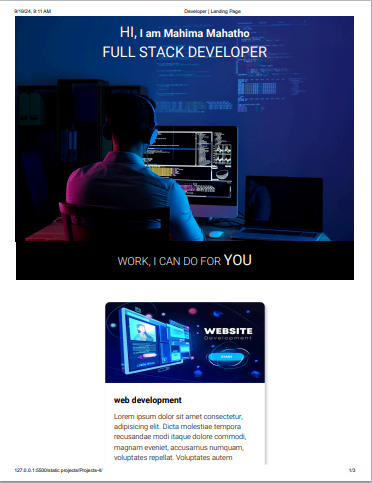 9/18/24, 9:11 AM Developer | Landing Page
HI, I am Mahima Mahatho
FULL STACK DEVELOPER
WORK, I CAN DO FOR YOU
WEBSITE
Development
START
web development
Lorem ipsum dolor sit amet consectetur,
adipisicing elit. Dicta molestiae tempora
recusandae modi itaque dolore commodi,
magnam eveniet, accusamus numquam,
voluptates repellat. Voluptates autem
127.0.0.1:5500/static projects/Projects-4/ 1/3